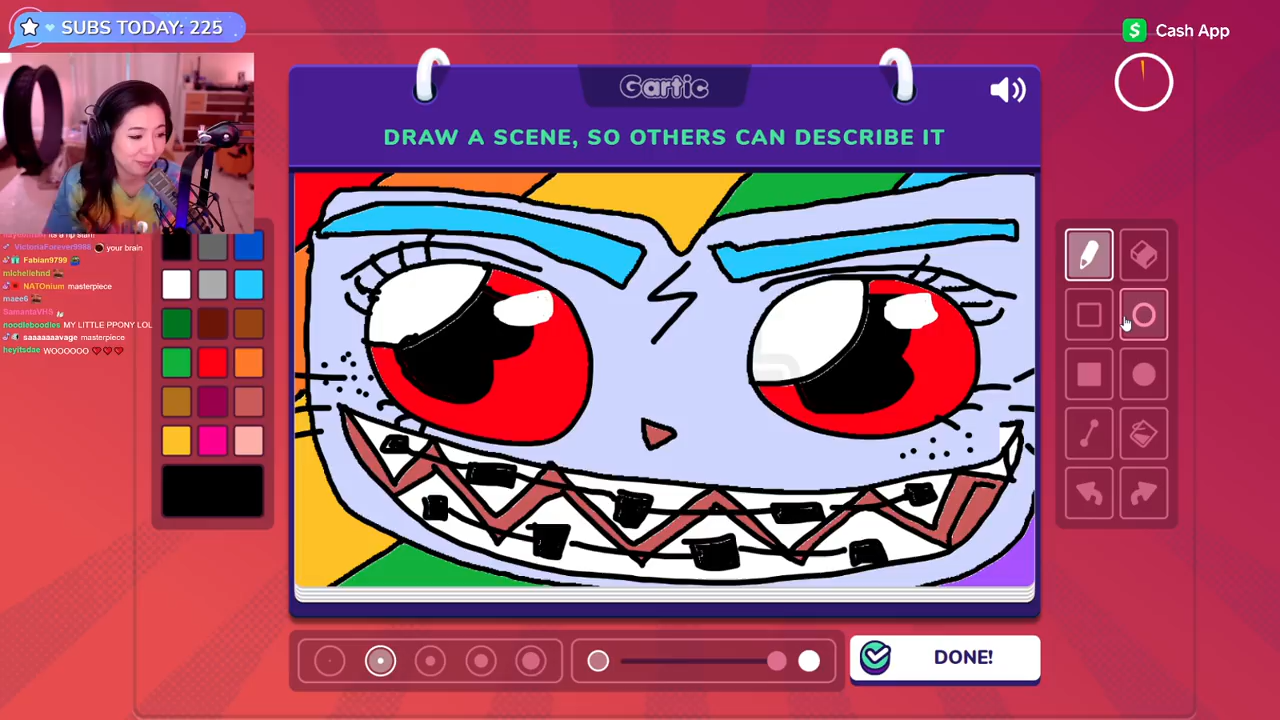 SUBS TODAY: 225
Cash App
Gartic
DRAW A SCENE, SO OTHERS CAN DESCRIBE IT
VictoriaForever9988 your brain
Fabian9799
michellehnd
NATOnium masterpiece
maee6
SamantaVHS
noodleboodles MY LITTLE PPONY LOL
saaaaaaavage masterpiece
heyitsdae WOOOOOO
DONE!